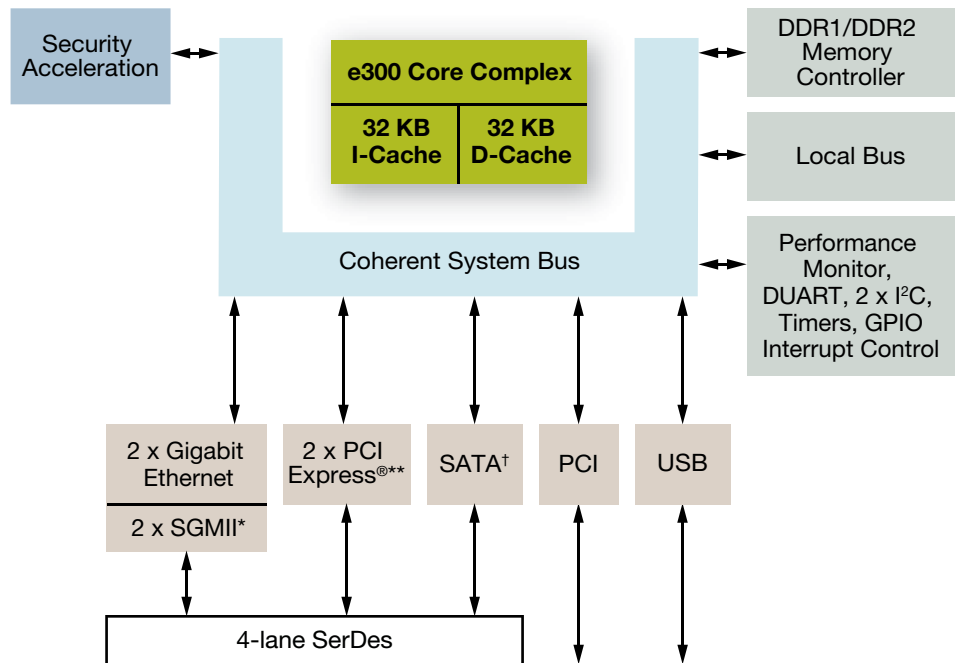 Security
Acceleration
e300 Core Complex
32 KB
I-Cache
32 KB
D-Cache
DDR1/DDR2
Memory
Controller
Local Bus
Coherent System Bus
Performance
Monitor,
DUART, 2 x I²C,
Timers, GPIO
Interrupt Control
2 x Gigabit
Ethernet
2 x SGMII*
2 x PCI
Express®**
SATA†
PCI
USB
4-lane SerDes